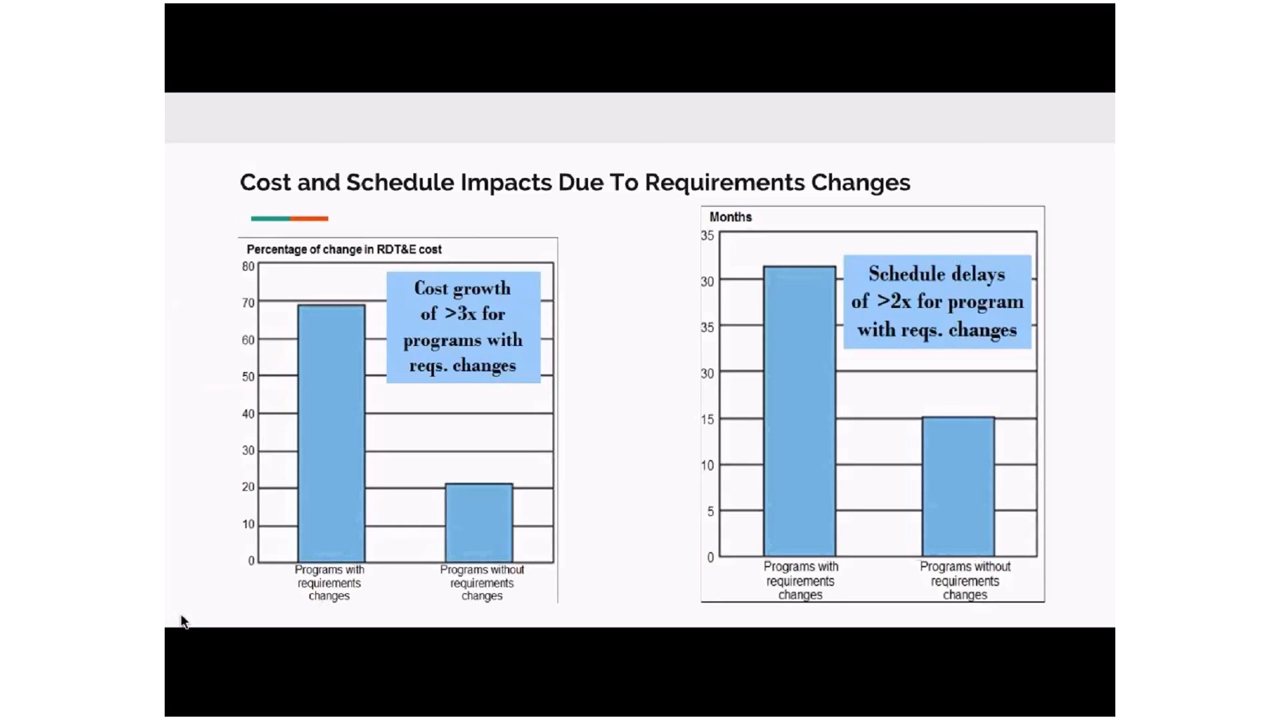 Cost and Schedule Impacts Due To Requirements Changes
Percentage of change in RDT&E cost
80
70
60
50
40
30
20
10
0
Cost growth
of >3x for
programs with
reqs. changes
Programs with
requirements
changes
Programs without
requirements
changes
Months
35
30
35
30
15
10
5
0
Schedule delays
of >2x for program
with reqs. changes
Programs with
requirements
changes
Programs without
requirements
changes